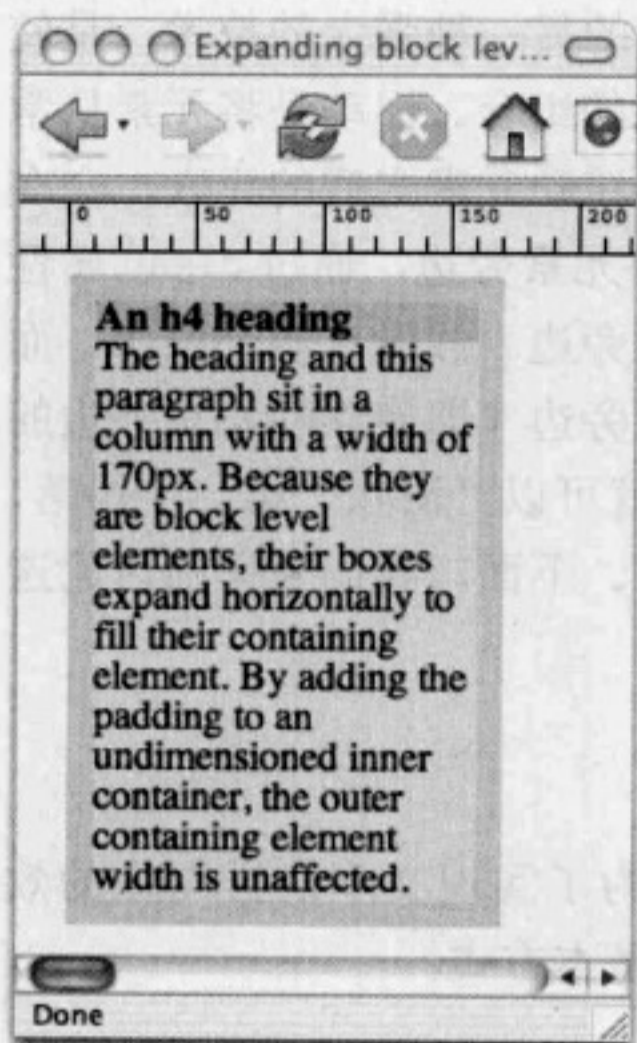 Expanding block lev...
0 50 100 150 200
An h4 heading
The heading and this
paragraph sit in a
column with a width of
170px. Because they
are block level
elements, their boxes
expand horizontally to
fill their containing
element. By adding the
padding to an
undimensioned inner
container, the outer
containing element
width is unaffected.
Done